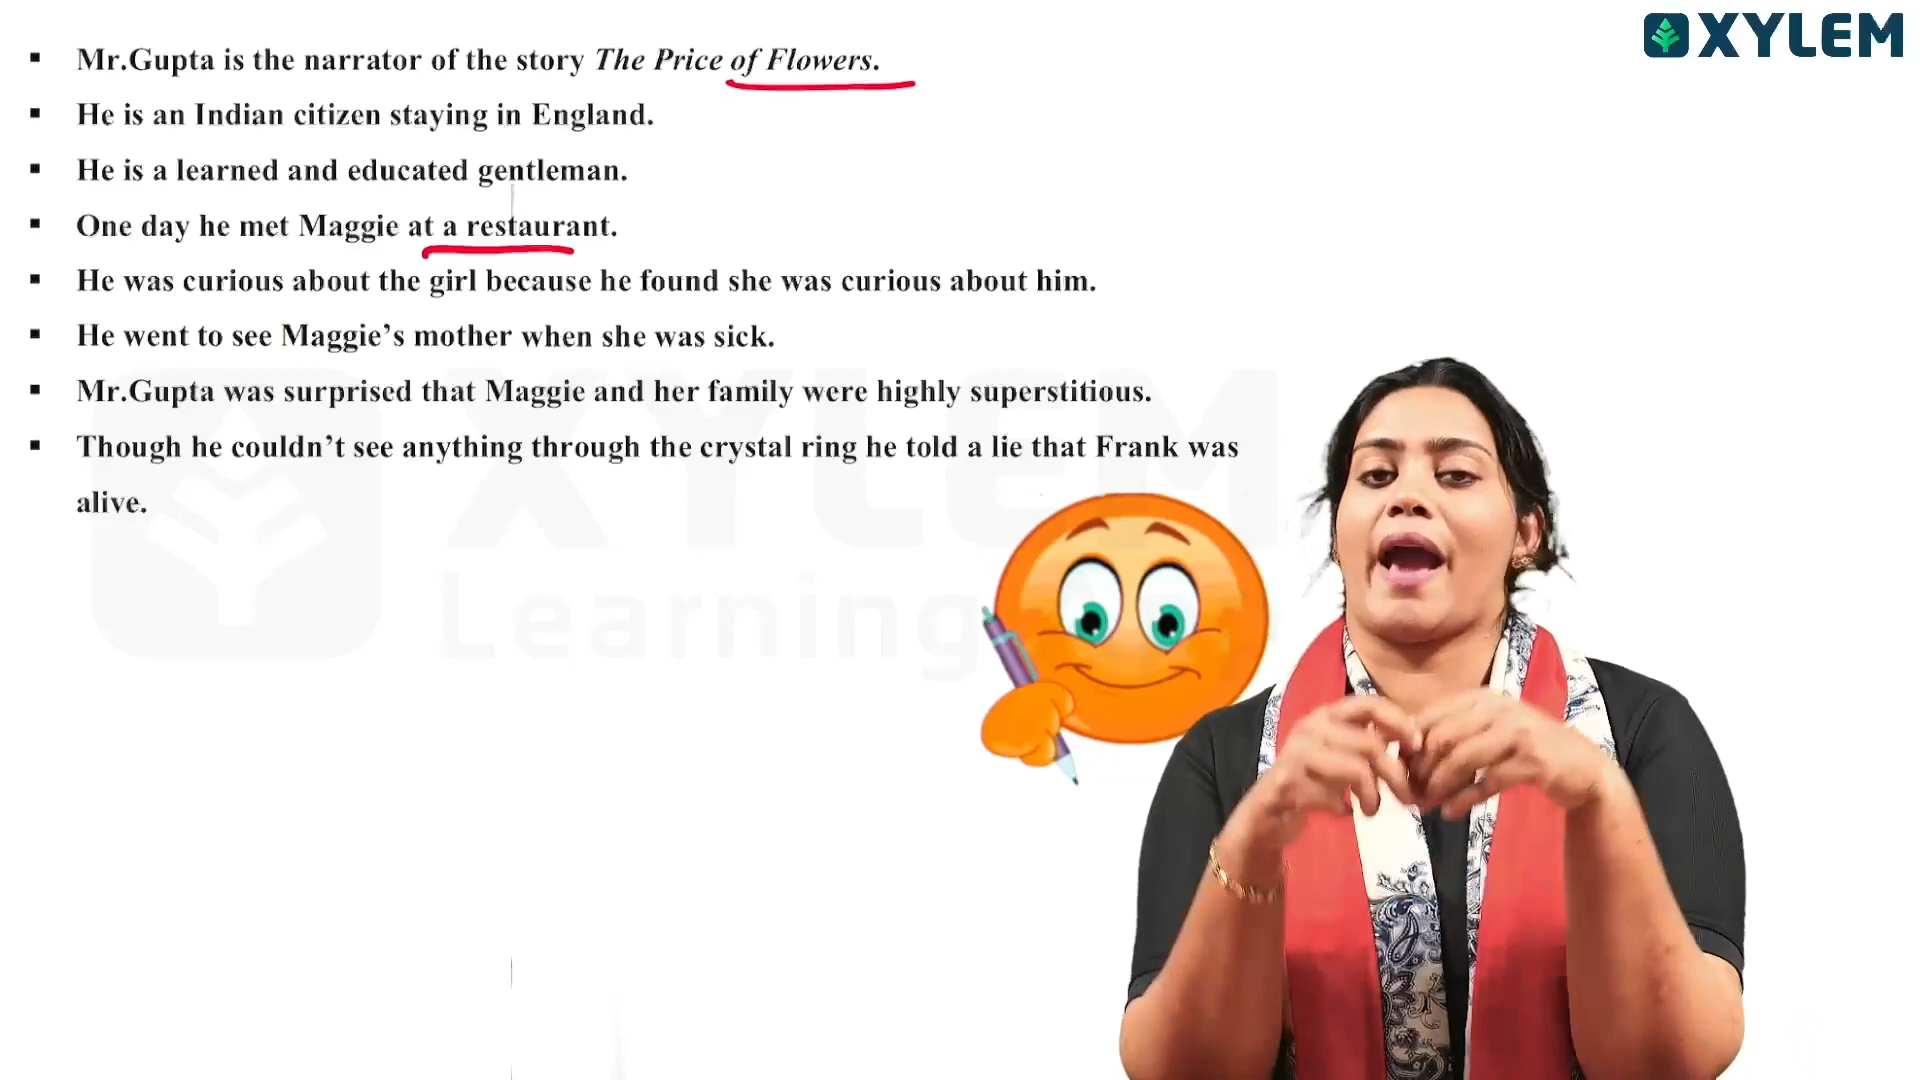 XYLEM
▪ Mr.Gupta is the narrator of the story The Price of Flowers.
▪ He is an Indian citizen staying in England.
▪ He is a learned and educated gentleman.
▪ One day he met Maggie at a restaurant.
▪ He was curious about the girl because he found she was curious about him.
▪ He went to see Maggie’s mother when she was sick.
▪ Mr.Gupta was surprised that Maggie and her family were highly superstitious.
▪ Though he couldn’t see anything through the crystal ring he told a lie that Frank was
alive.
XYLEM
Learning